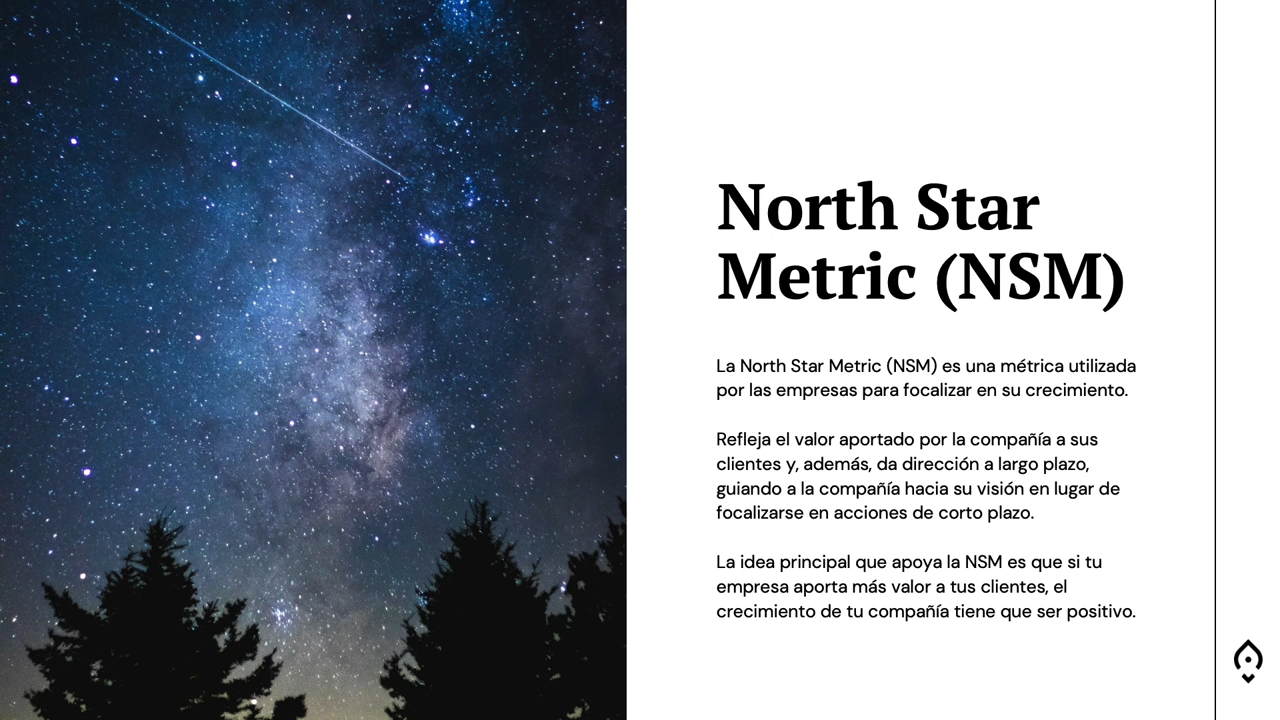 North Star
Metric (NSM)
La North Star Metric (NSM) es una métrica utilizada
por las empresas para focalizar en su crecimiento.
Refleja el valor aportado por la compañía a sus
clientes y, además, da dirección a largo plazo,
guiando a la compañía hacia su visión en lugar de
focalizarse en acciones de corto plazo.
La idea principal que apoya la NSM es que si tu
empresa aporta más valor a tus clientes, el
crecimiento de tu compañía tiene que ser positivo.